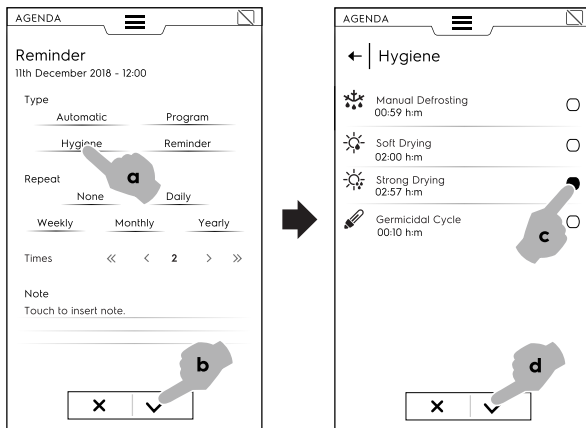 AGENDA
Reminder
11th December 2018 - 12:00
Type
Automatic Program
Hygiene Reminder
a
Repeat
None Daily
Weekly Monthly Yearly
Times « < 2 > »
Note
Touch to insert note.
b
AGENDA
Hygiene
Manual Defrosting
00:59 h:m
Soft Drying
02:00 h:m
Strong Drying
02:57 h:m
Germicidal Cycle
00:10 h:m
c
d